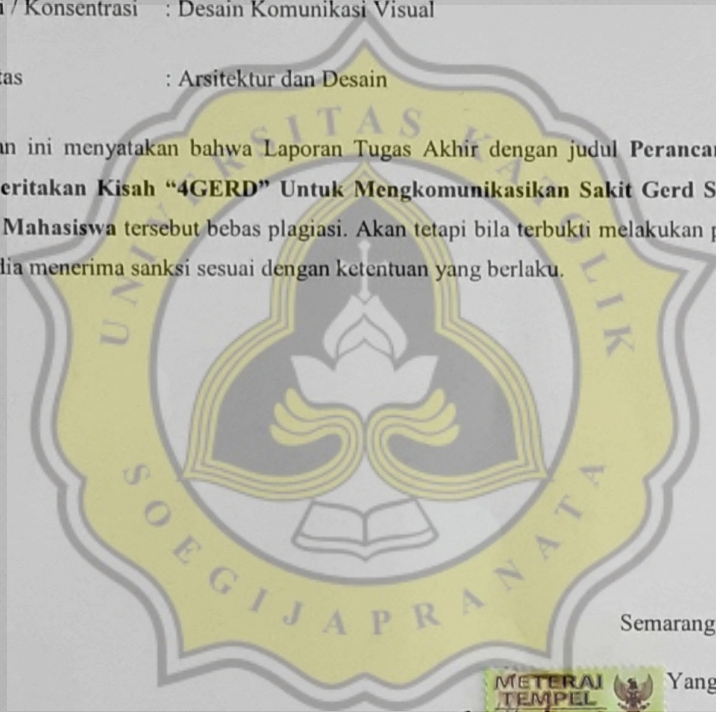 i / Konsentrasi : Desain Komunikasi Visual
tas : Arsitektur dan Desain
an ini menyatakan bahwa Laporan Tugas Akhir dengan judul Perancan
eritakan Kisah “4GERD” Untuk Mengkomunikasikan Sakit Gerd S
Mahasiswa tersebut bebas plagiasi. Akan tetapi bila terbukti melakukan p
dia menerima sanksi sesuai dengan ketentuan yang berlaku.
UNIVERSITAS KATOLIK
SOEGIJAPRANATA
Semarang
METERAI
TEMPEL
Yang